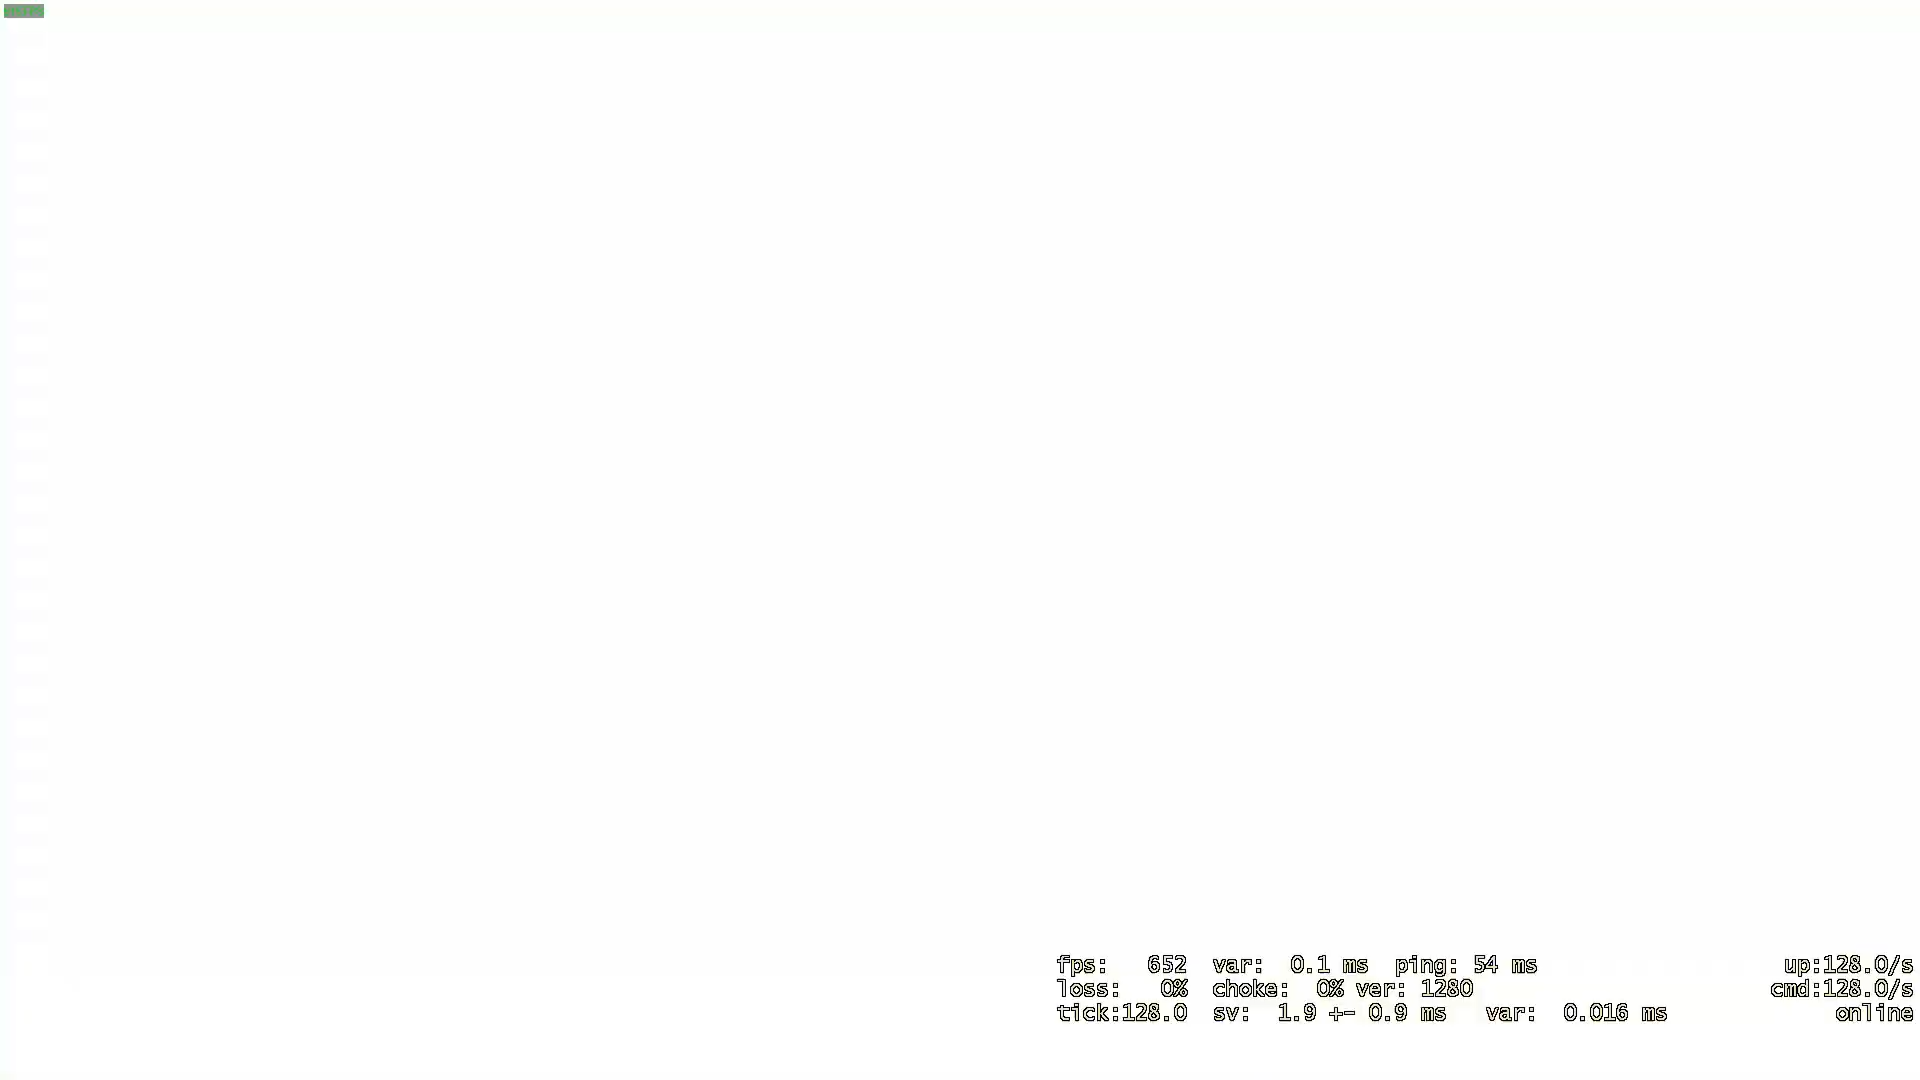 fps: 652 var: 0.1 ms ping: 54 ms up:128.0/s
loss: 0% choke: 0% ver: 1280 cmd:128.0/s
tick:128.0 sv: 1.9 +- 0.9 ms var: 0.016 ms online